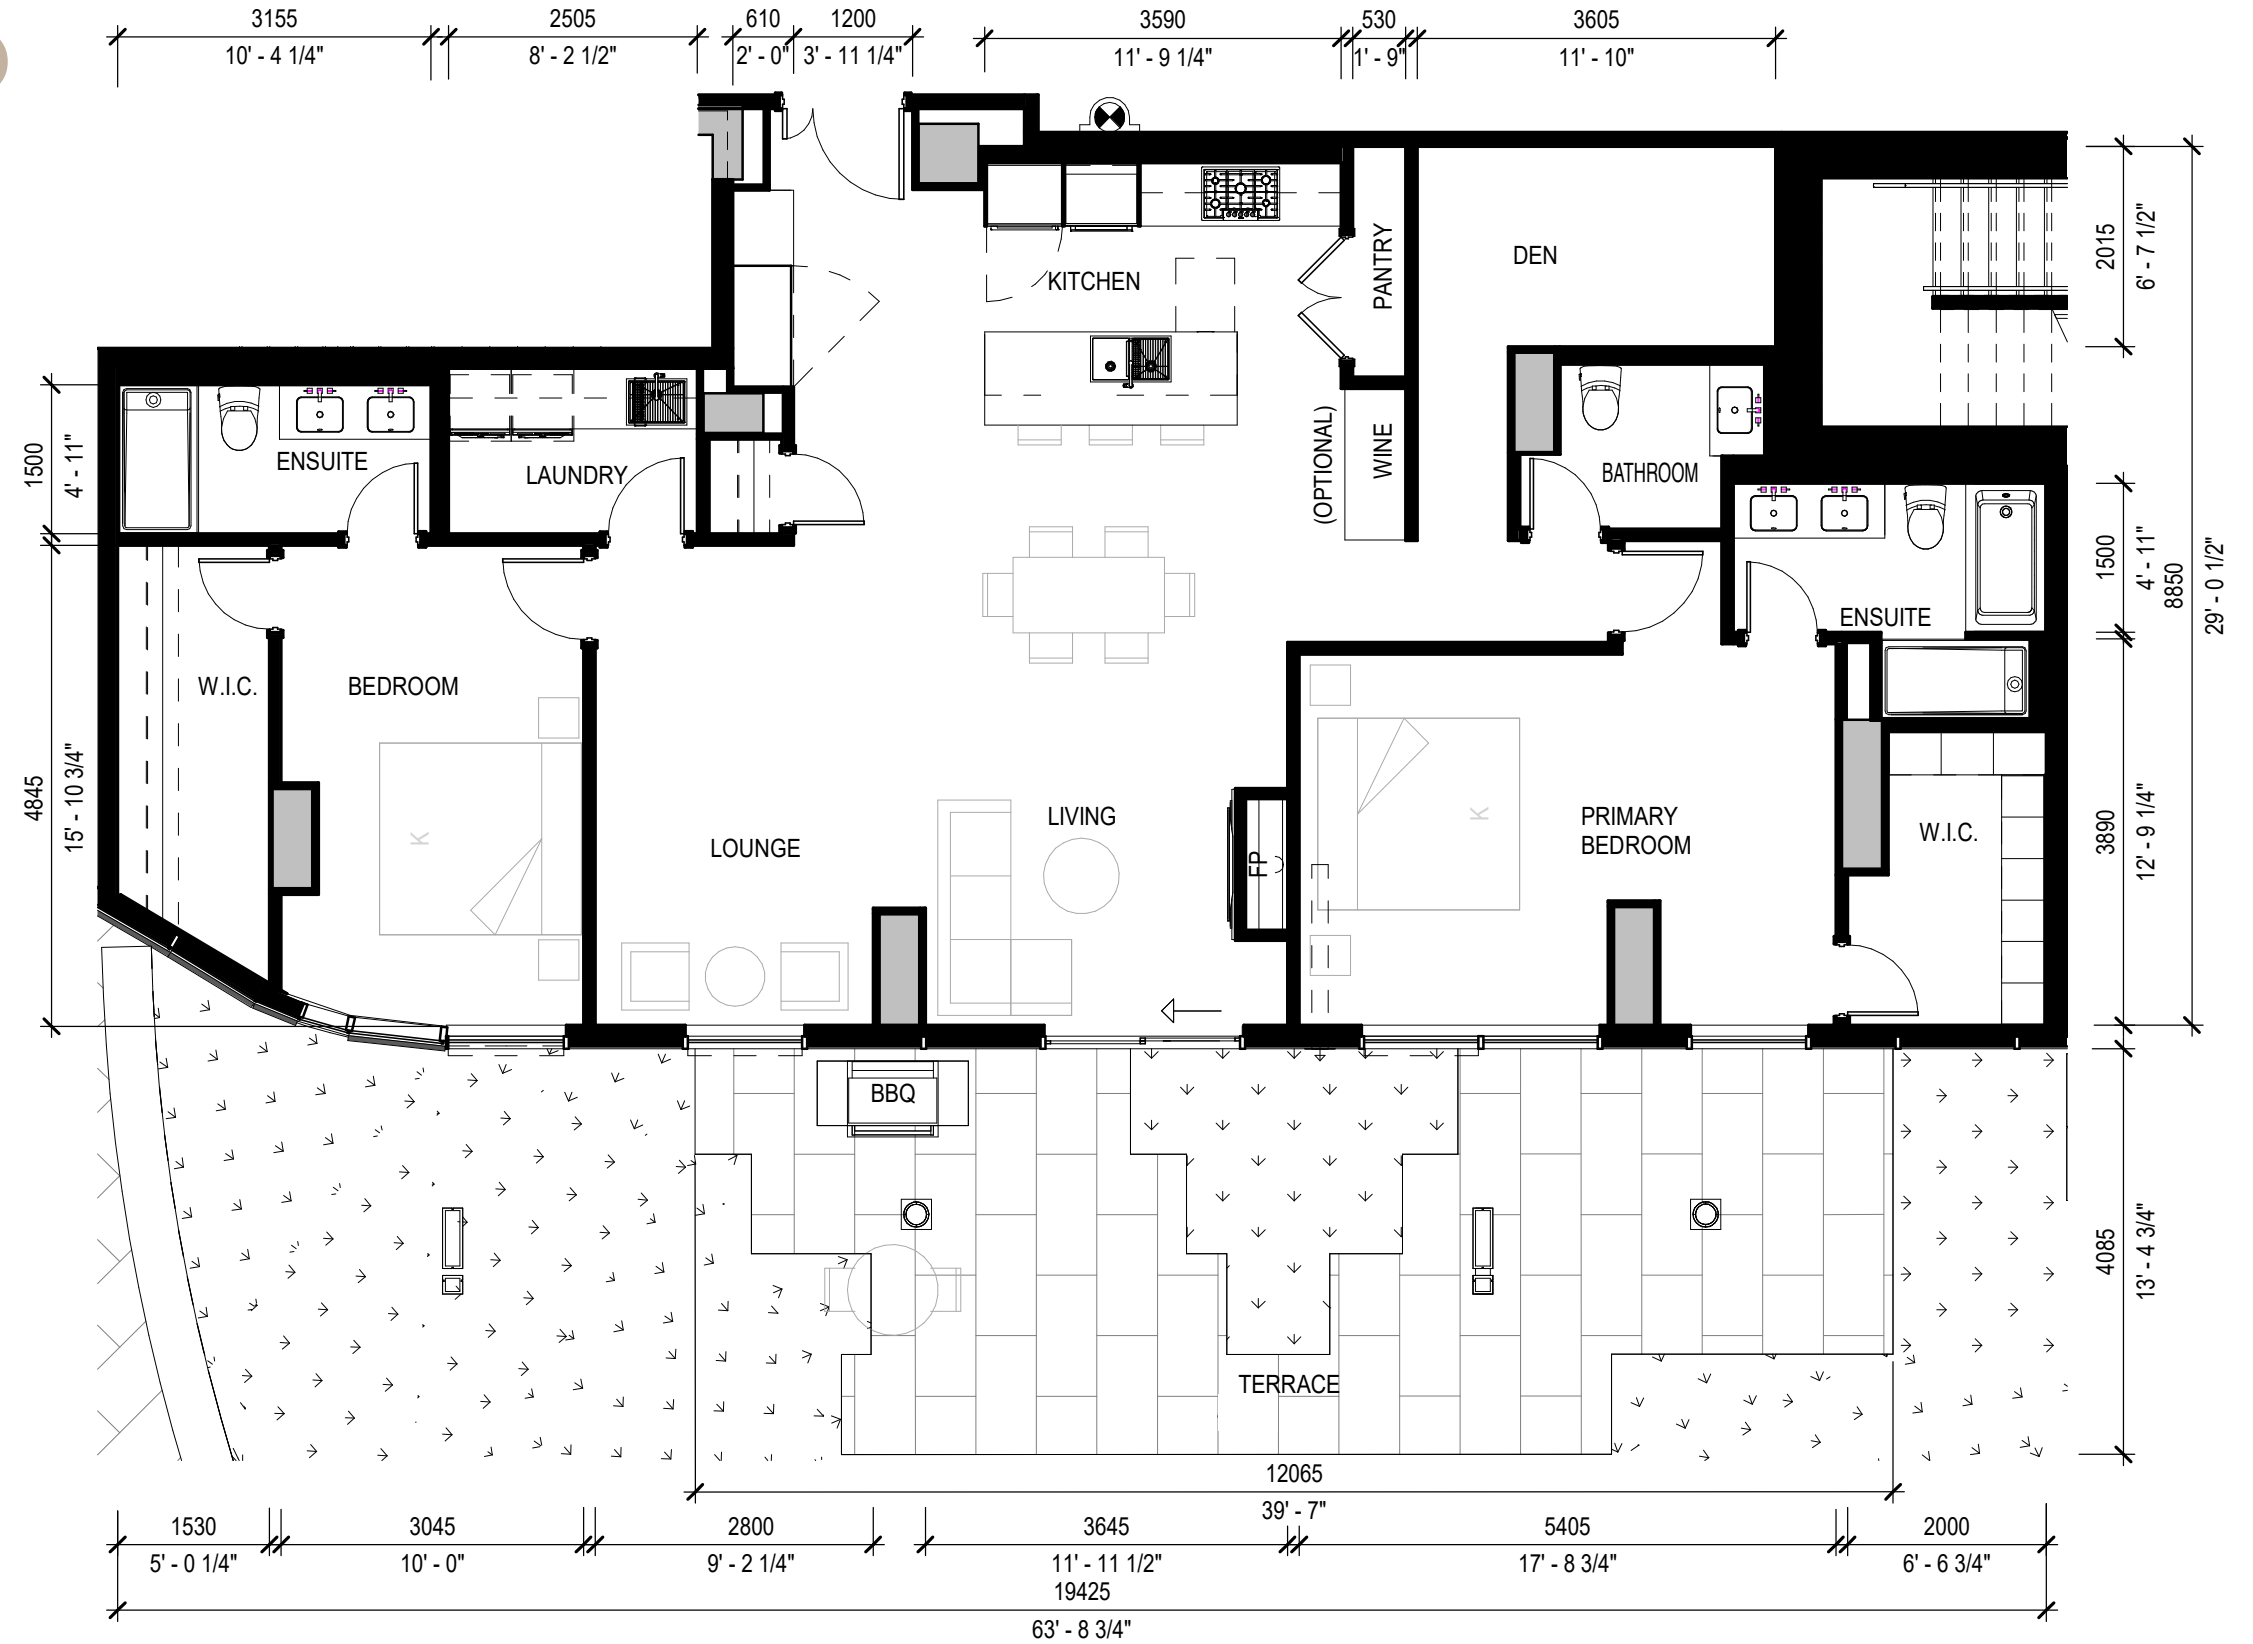 3155
2505
610
1200
3590
530
3605
10' - 4 1/4"
8' - 2 1/2"
2' - 0"
3' - 11 1/4"
11' - 9 1/4"
1' - 9"
11' - 10"
2015
6' - 7 1/2"
DEN
KITCHEN
PANTRY
(OPTIONAL)
WINE
1500
4' - 11"
ENSUITE
LAUNDRY
BATHROOM
1500
4' - 11"
8850
29' - 0 1/2"
ENSUITE
W.I.C.
BEDROOM
K
4845
15' - 10 3/4"
LOUNGE
LIVING
FP
K
PRIMARY
BEDROOM
W.I.C.
3890
12' - 9 1/4"
BBQ
4085
13' - 4 3/4"
TERRACE
12065
39' - 7"
1530
3045
2800
3645
5405
2000
5' - 0 1/4"
10' - 0"
9' - 2 1/4"
11' - 11 1/2"
17' - 8 3/4"
6' - 6 3/4"
19425
63' - 8 3/4"